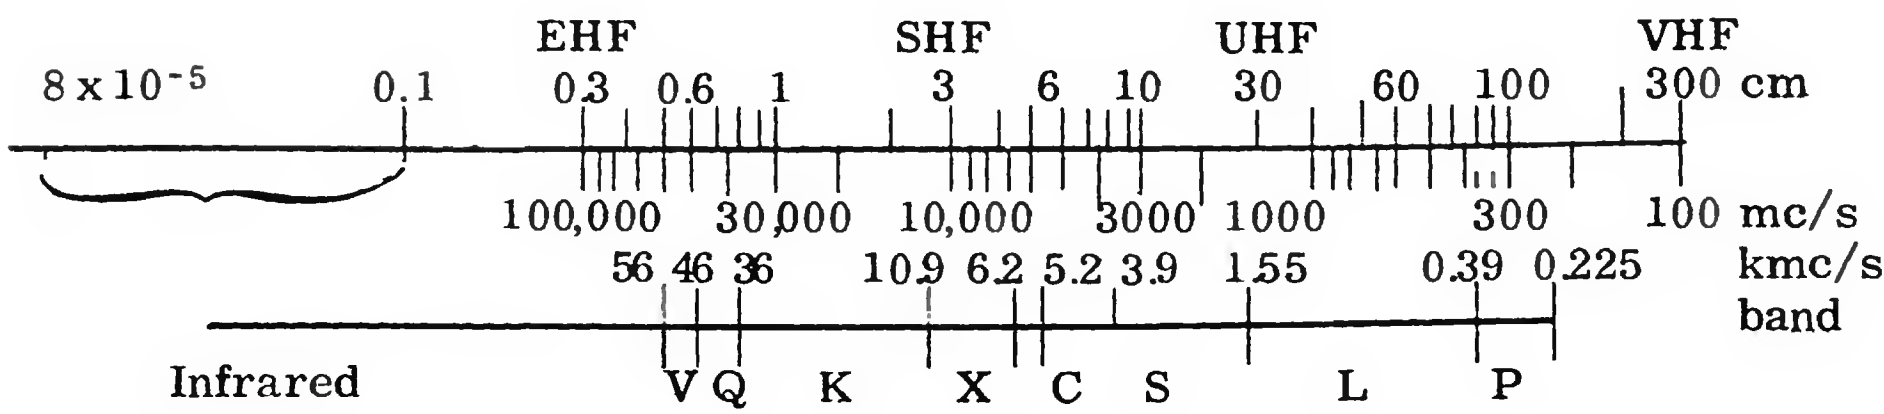 EHF SHF UHF VHF
8 x 10⁻⁵ 0.1 0.3 0.6 1 3 6 10 30 60 100 300 cm
100,000 30,000 10,000 3000 1000 300 100 mc/s
56 46 36 10.9 6.2 5.2 3.9 1.55 0.39 0.225 kmc/s
band
Infrared V Q K X C S L P